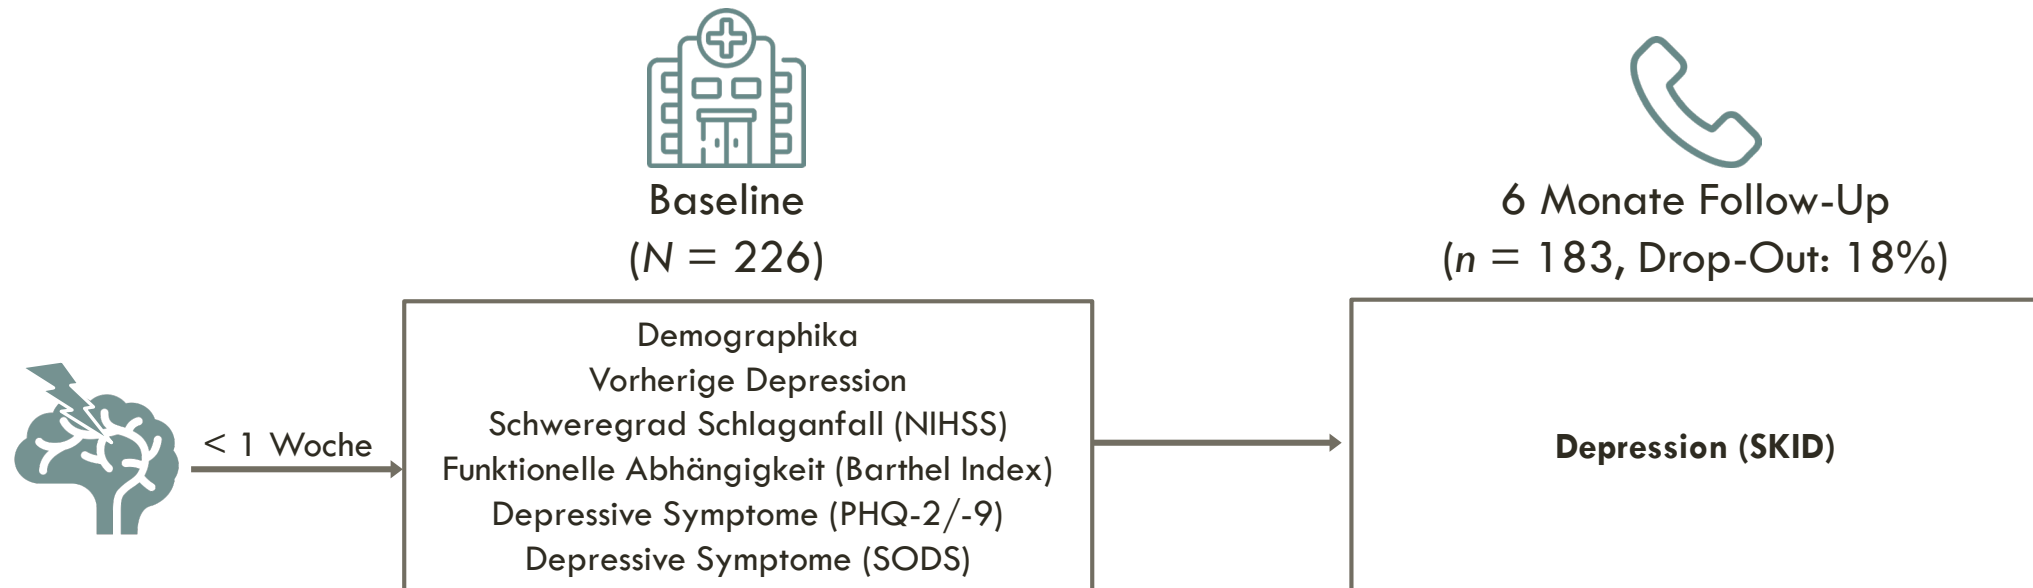 Baseline
(N = 226)
6 Monate Follow-Up
(n = 183, Drop-Out: 18%)
< 1 Woche
Demographika
Vorherige Depression
Schweregrad Schlaganfall (NIHSS)
Funktionelle Abhängigkeit (Barthel Index)
Depressive Symptome (PHQ-2/-9)
Depressive Symptome (SODS)
Depression (SKID)